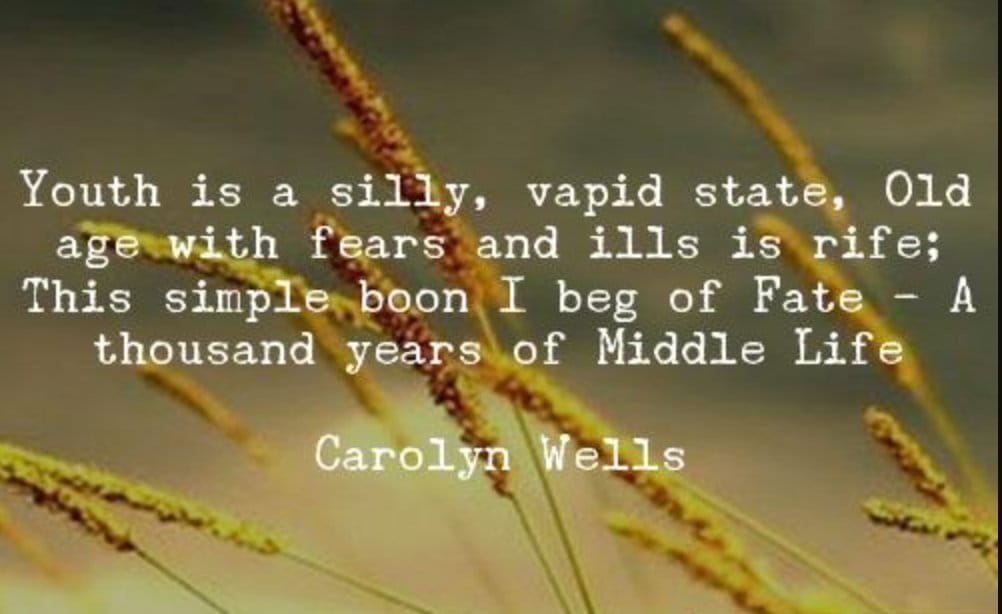 Youth is a silly, vapid state, Old
age with fears and ills is rife;
This simple boon I beg of Fate - A
thousand years of Middle Life
Carolyn Wells